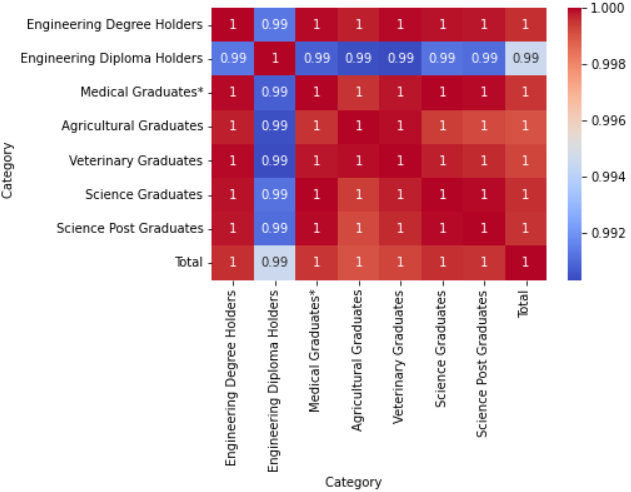 Engineering Degree Holders 1 0.99 1 1 1 1 1 1
Engineering Diploma Holders 0.99 1 0.99 0.99 0.99 0.99 0.99 0.99
Medical Graduates* 1 0.99 1 1 1 1 1 1
Agricultural Graduates 1 0.99 1 1 1 1 1 1
Veterinary Graduates 1 0.99 1 1 1 1 1 1
Science Graduates 1 0.99 1 1 1 1 1 1
Science Post Graduates 1 0.99 1 1 1 1 1 1
Total 1 0.99 1 1 1 1 1 1
Category
Engineering Degree Holders
Engineering Diploma Holders
Medical Graduates*
Agricultural Graduates
Veterinary Graduates
Science Graduates
Science Post Graduates
Total
Category
1.000
0.998
0.996
0.994
0.992